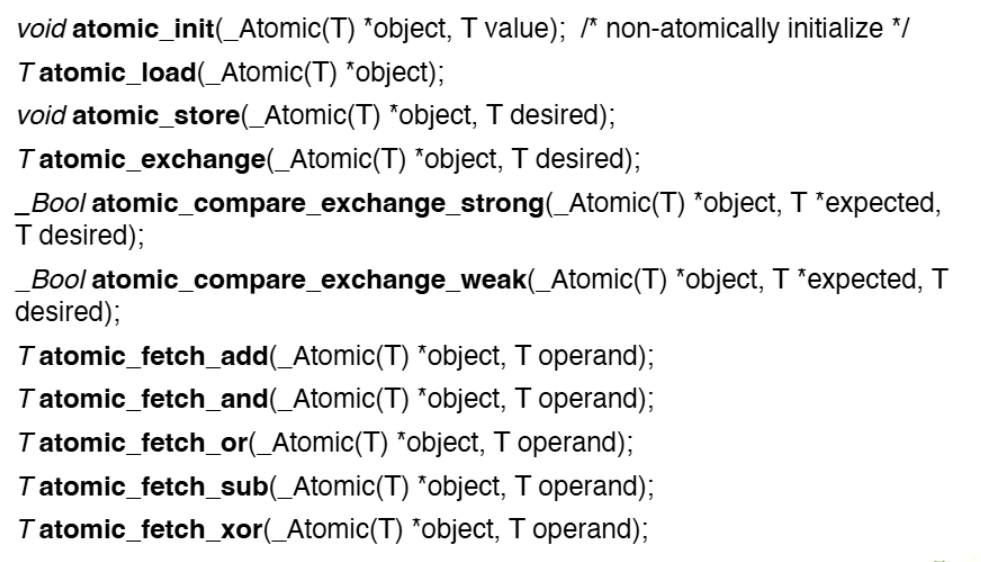 void atomic_init(_Atomic(T) *object, T value); /* non-atomically initialize */
T atomic_load(_Atomic(T) *object);
void atomic_store(_Atomic(T) *object, T desired);
T atomic_exchange(_Atomic(T) *object, T desired);
_Bool atomic_compare_exchange_strong(_Atomic(T) *object, T *expected,
T desired);
_Bool atomic_compare_exchange_weak(_Atomic(T) *object, T *expected, T
desired);
T atomic_fetch_add(_Atomic(T) *object, T operand);
T atomic_fetch_and(_Atomic(T) *object, T operand);
T atomic_fetch_or(_Atomic(T) *object, T operand);
T atomic_fetch_sub(_Atomic(T) *object, T operand);
T atomic_fetch_xor(_Atomic(T) *object, T operand);